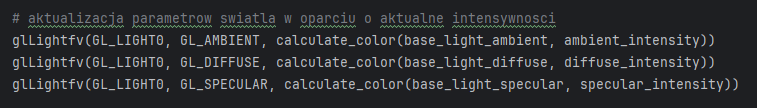 # aktualizacja parametrow swiatla w oparciu o aktualne intensywnosci
glLightfv(GL_LIGHT0, GL_AMBIENT, calculate_color(base_light_ambient, ambient_intensity))
glLightfv(GL_LIGHT0, GL_DIFFUSE, calculate_color(base_light_diffuse, diffuse_intensity))
glLightfv(GL_LIGHT0, GL_SPECULAR, calculate_color(base_light_specular, specular_intensity))